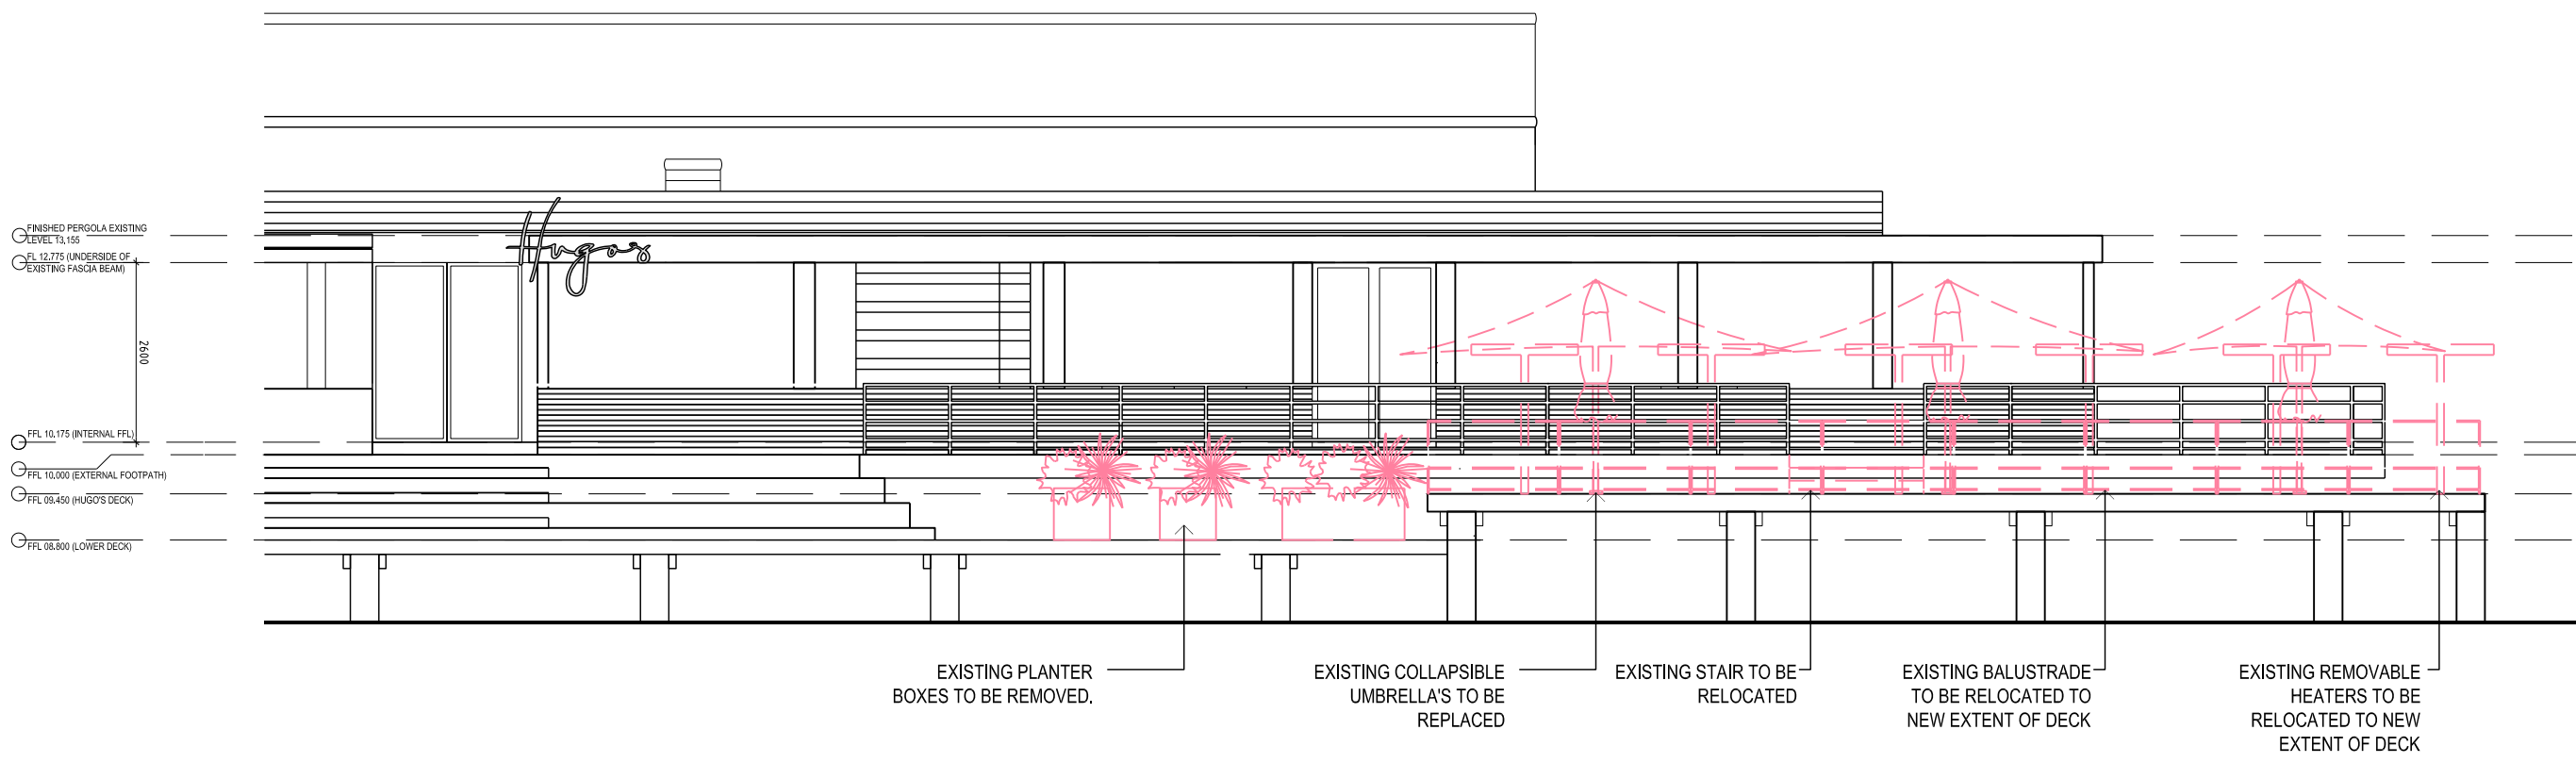 Hugos
FINISHED PERGOLA EXISTING
LEVEL 13,155
FL 12.775 (UNDERSIDE OF
EXISTING FASCIA BEAM)
2600
FFL 10.175 (INTERNAL FFL)
FFL 10.000 (EXTERNAL FOOTPATH)
FFL 09.450 (HUGO'S DECK)
FFL 08.800 (LOWER DECK)
EXISTING PLANTER
BOXES TO BE REMOVED.
EXISTING COLLAPSIBLE
UMBRELLA'S TO BE
REPLACED
EXISTING STAIR TO BE
RELOCATED
EXISTING BALUSTRADE
TO BE RELOCATED TO
NEW EXTENT OF DECK
EXISTING REMOVABLE
HEATERS TO BE
RELOCATED TO NEW
EXTENT OF DECK